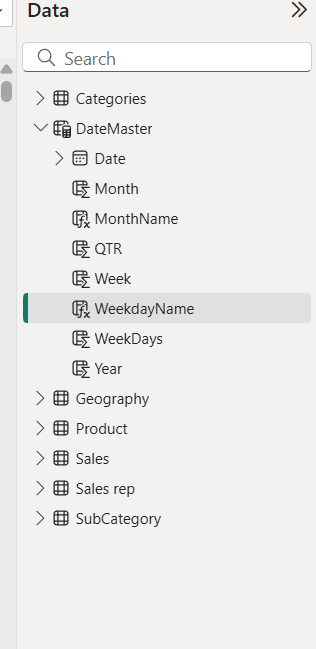 Data
Search
Categories
DateMaster
Date
Month
MonthName
QTR
Week
WeekdayName
WeekDays
Year
Geography
Product
Sales
Sales rep
SubCategory